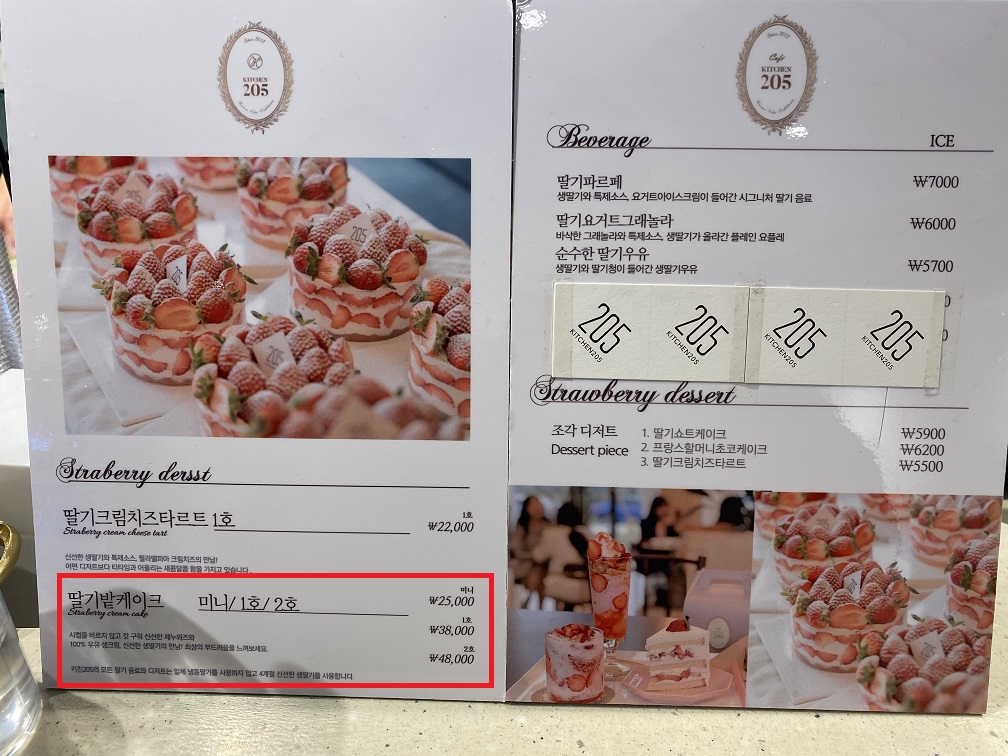 Since 2012
KITCHEN
205
Straberry dersst
딸기크림치즈타르트 1호
Straberry cream cheese tart
1호
₩22,000
신선한 생딸기와 특제소스, 필라델피아 크림치즈의 만남!
어떤 디저트보다 티타임과 어울리는 새콤달콤 함을 가지고 있습니다.
딸기밭케이크 미니/1호/2호
Straberry cream cake
미니
₩25,000
1호
₩38,000
2호
₩48,000
시럽을 바르지 않고 갓 구워 신선한 제누와즈와
100% 우유 생크림, 신선한 생딸기의 만남! 최상의 부드러움을 느껴보세요.
키친205의 모든 딸기 음료와 디저트는 일체 냉동딸기를 사용하지 않고 4계절 신선한 생딸기를 사용합니다.
Since 2012
Café
KITCHEN
205
Beverage ICE
딸기파르페 ₩7000
생딸기와 특제소스, 요거트아이스크림이 들어간 시그니처 딸기 음료
딸기요거트그래놀라 ₩6000
바삭한 그래놀라와 특제소스, 생딸기가 올라간 플레인 요플레
순수한 딸기우유 ₩5700
생딸기와 딸기청이 들어간 생딸기우유
205 205 205 205
KITCHEN205 KITCHEN205 KITCHEN205 KITCHEN205
Strawberry dessert
조각 디저트
Dessert piece
1. 딸기쇼트케이크 ₩5900
2. 프랑스할머니초코케이크 ₩6200
3. 딸기크림치즈타르트 ₩5500